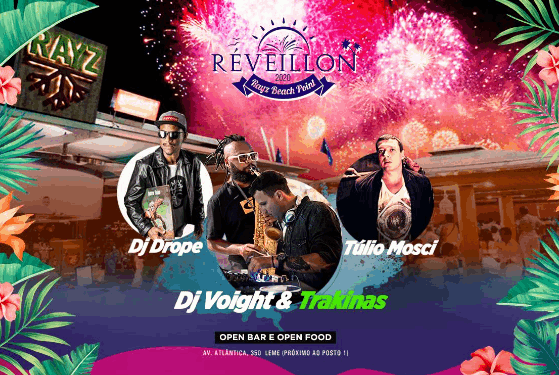 RAYZ
RÉVEILLON
2020
Rayz Beach Point
Dj Drope
Túlio Mosci
Dj Voight & Trakinas
OPEN BAR E OPEN FOOD
AV. ATLÂNTICA, 350 LEME (PRÓXIMO AO POSTO 1)